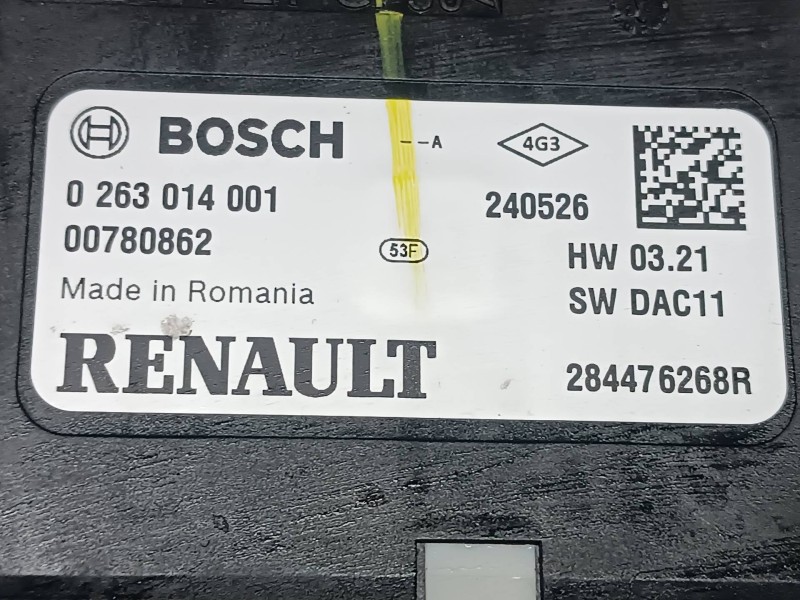 BOSCH --A 4G3
0 263 014 001 240526
00780862 53F HW 03.21
Made in Romania SW DAC11
RENAULT 284476268R